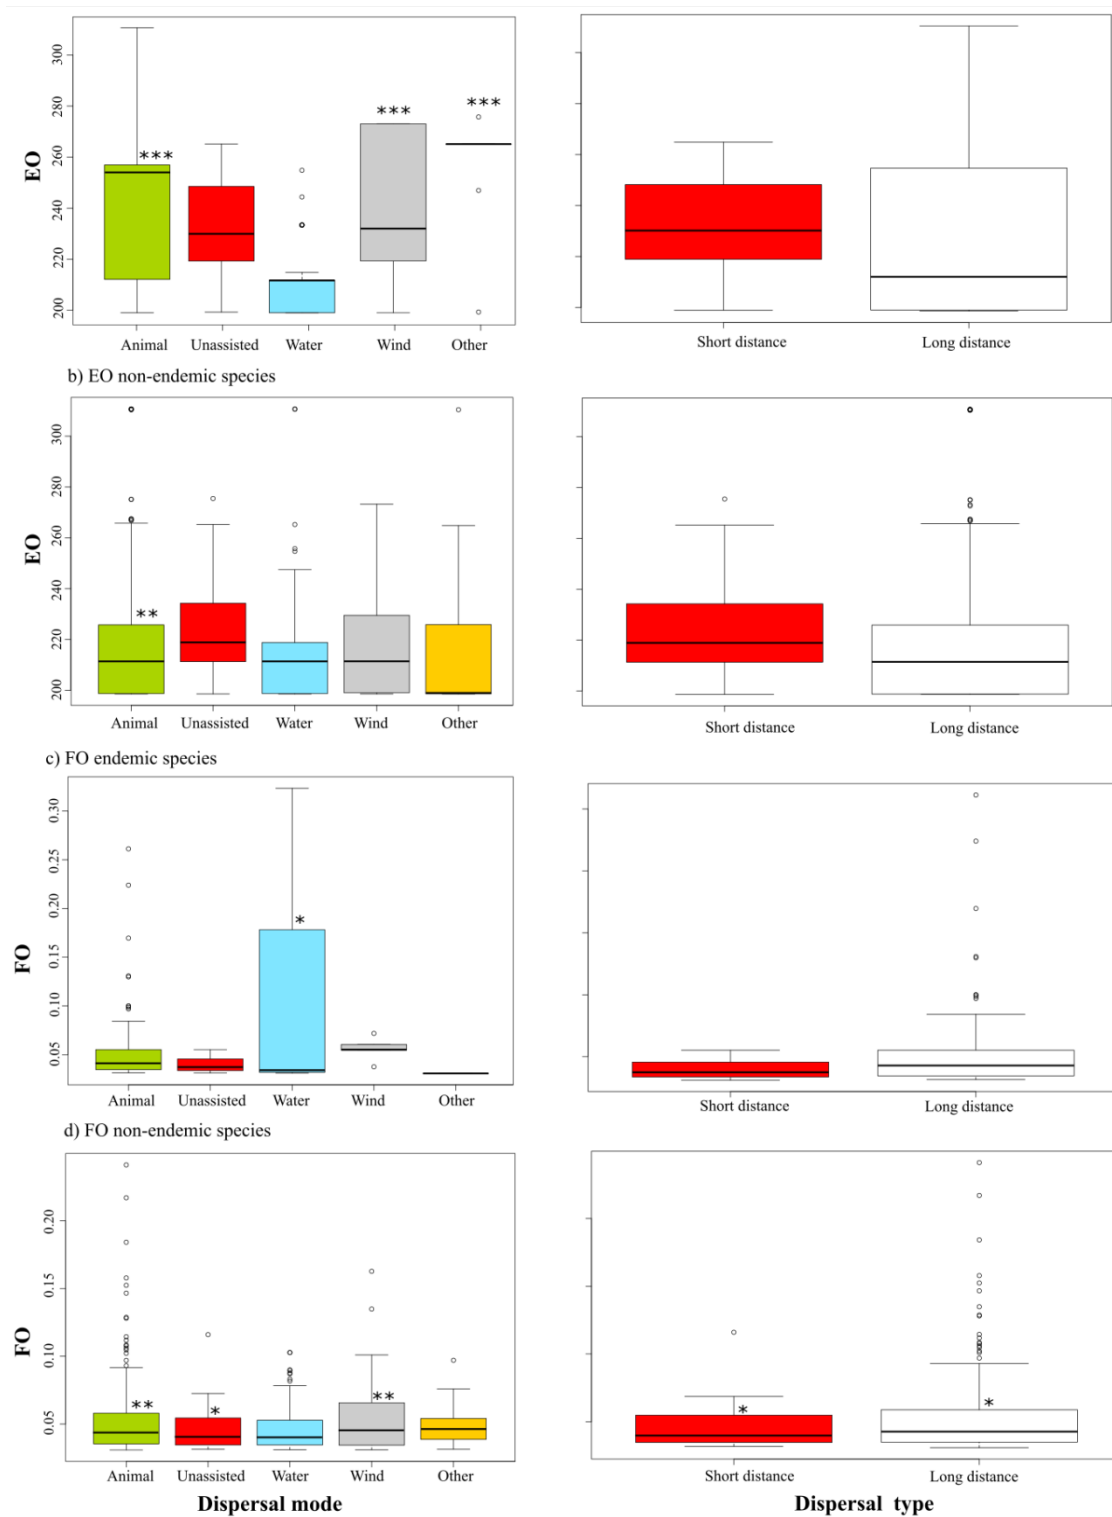 EO
300
280
260
240
220
200
***
***
***
Animal Unassisted Water Wind Other
Short distance Long distance
b) EO non-endemic species
EO
300
280
260
240
220
200
**
Animal Unassisted Water Wind Other
Short distance Long distance
c) FO endemic species
FO
0.30
0.25
0.20
0.15
0.10
0.05
*
Animal Unassisted Water Wind Other
Short distance Long distance
d) FO non-endemic species
FO
0.20
0.15
0.10
0.05
** * **
* *
Animal Unassisted Water Wind Other
Short distance Long distance
Dispersal mode Dispersal type